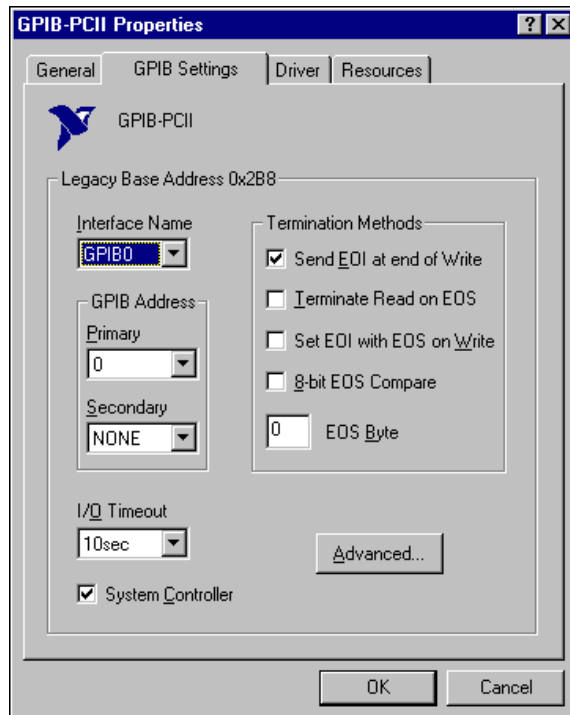 GPIB-PCII Properties
General GPIB Settings Driver Resources
GPIB-PCII
Legacy Base Address 0x2B8
Interface Name
GPIB0
GPIB Address
Primary
0
Secondary
NONE
Termination Methods
Send EOI at end of Write
Terminate Read on EOS
Set EOI with EOS on Write
8-bit EOS Compare
0 EOS Byte
I/O Timeout
10sec
Advanced...
System Controller
OK Cancel